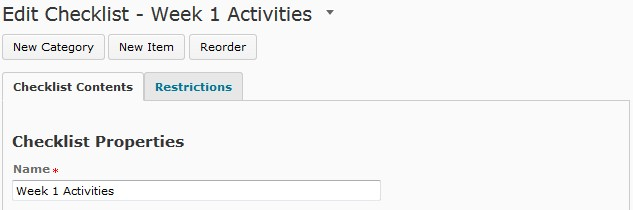 Edit Checklist - Week 1 Activities
New Category New Item Reorder
Checklist Contents Restrictions
Checklist Properties
Name *
Week 1 Activities